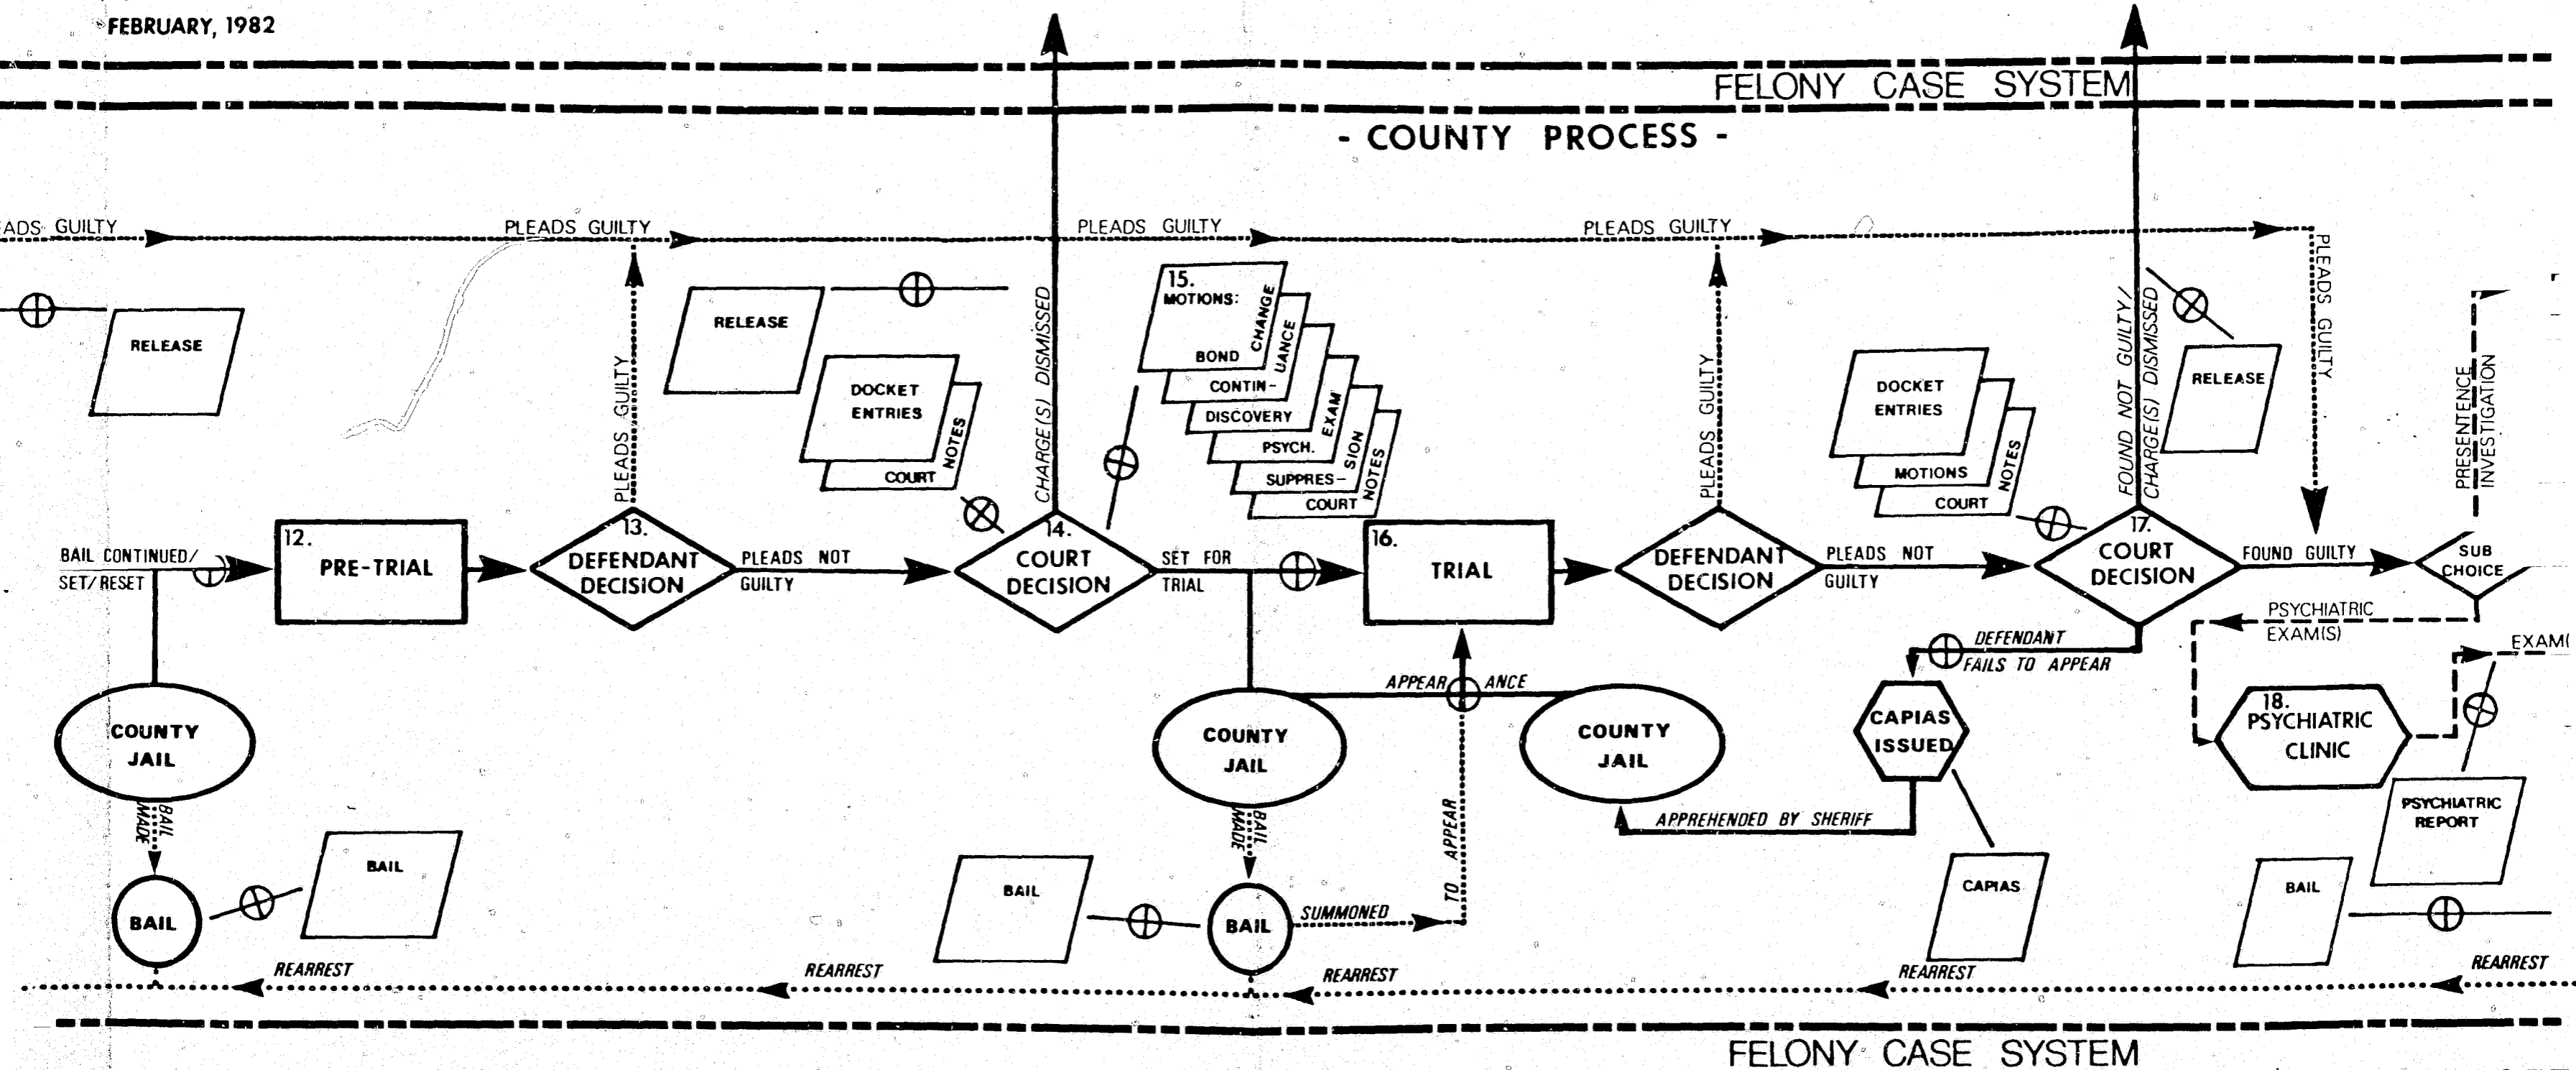 FEBRUARY, 1982
FELONY CASE SYSTEM
- COUNTY PROCESS -
EADS GUILTY
PLEADS GUILTY
PLEADS GUILTY
PLEADS GUILTY
PLEADS GUILTY
RELEASE
PLEADS GUILTY
RELEASE
DOCKET
ENTRIES
COURT NOTES
CHARGE(S) DISMISSED
15.
MOTIONS:
BOND CHANGE
CONTIN-
UANCE
DISCOVERY
PSYCH. EXAM
SUPPRES-
SION
COURT NOTES
PLEADS GUILTY
DOCKET
ENTRIES
MOTIONS
COURT NOTES
FOUND NOT GUILTY/
CHARGE(S) DISMISSED
RELEASE
PRESENTENCE
INVESTIGATION
BAIL CONTINUED/
SET/RESET
12.
PRE-TRIAL
13.
DEFENDANT
DECISION
PLEADS NOT
GUILTY
14.
COURT
DECISION
SET FOR
TRIAL
16.
TRIAL
DEFENDANT
DECISION
PLEADS NOT
GUILTY
17.
COURT
DECISION
FOUND GUILTY
SUB
CHOICE
PSYCHIATRIC
EXAM(S)
DEFENDANT
FAILS TO APPEAR
EXAM(
COUNTY
JAIL
COUNTY
JAIL
APPEAR ANCE
COUNTY
JAIL
CAPIAS
ISSUED
18.
PSYCHIATRIC
CLINIC
BAIL
MADE
BAIL
MADE
TO APPEAR
APPREHENDED BY SHERIFF
PSYCHIATRIC
REPORT
BAIL
BAIL
BAIL
BAIL
SUMMONED
CAPIAS
BAIL
REARREST
REARREST
REARREST
REARREST
REARREST
FELONY CASE SYSTEM